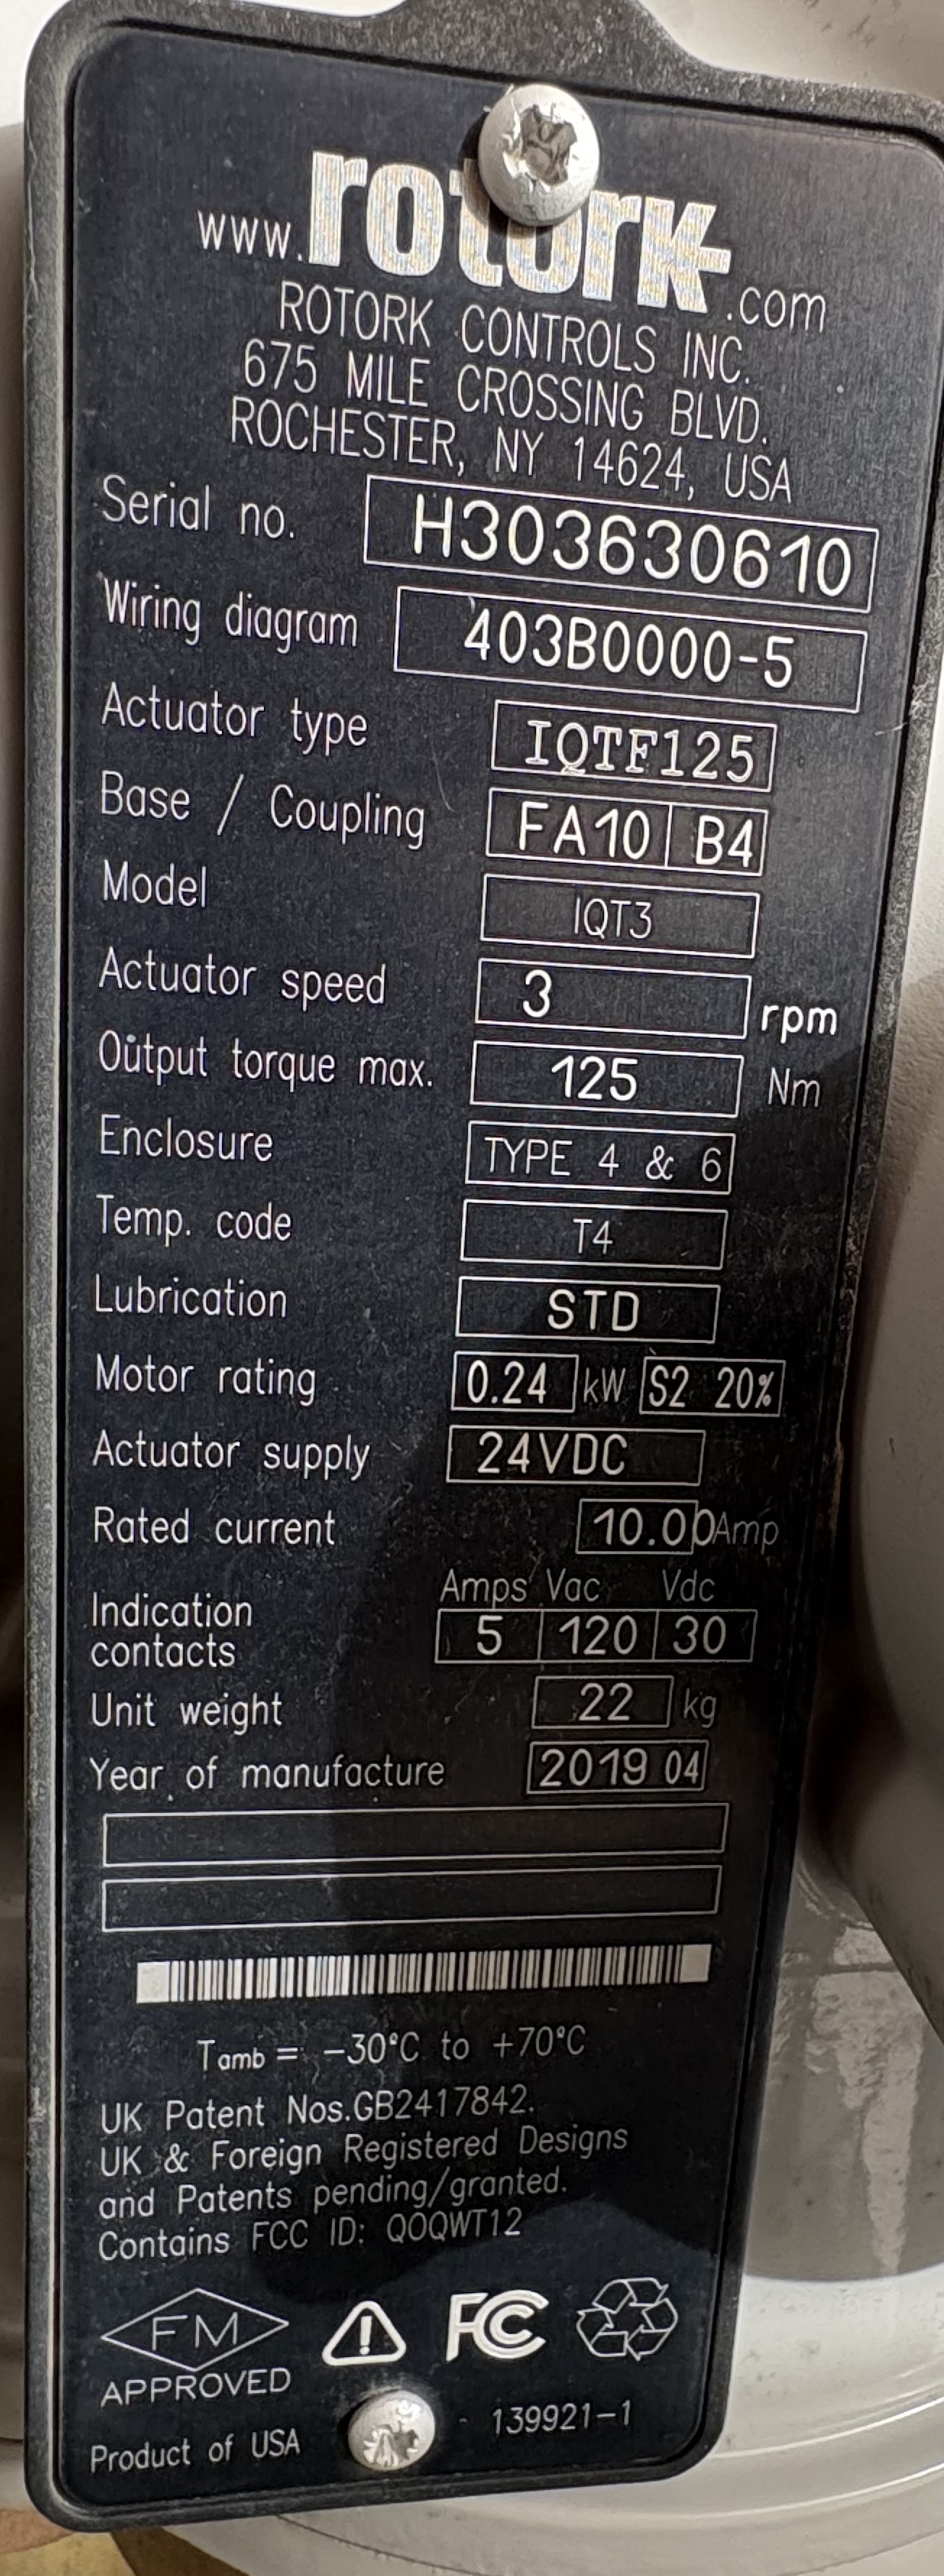 www.rotork.com
ROTORK CONTROLS INC.
675 MILE CROSSING BLVD.
ROCHESTER, NY 14624, USA
Serial no. H303630610
Wiring diagram 403B0000-5
Actuator type IQTF125
Base / Coupling FA10 B4
Model IQT3
Actuator speed 3 rpm
Output torque max. 125 Nm
Enclosure TYPE 4 & 6
Temp. code T4
Lubrication STD
Motor rating 0.24 kW S2 20%
Actuator supply 24VDC
Rated current 10.00 Amp
Amps Vac Vdc
Indication contacts 5 120 30
Unit weight 22 kg
Year of manufacture 2019 04
Tamb = -30°C to +70°C
UK Patent Nos.GB2417842.
UK & Foreign Registered Designs
and Patents pending/granted.
Contains FCC ID: QOQWT12
FM
APPROVED
FC
Product of USA 139921-1